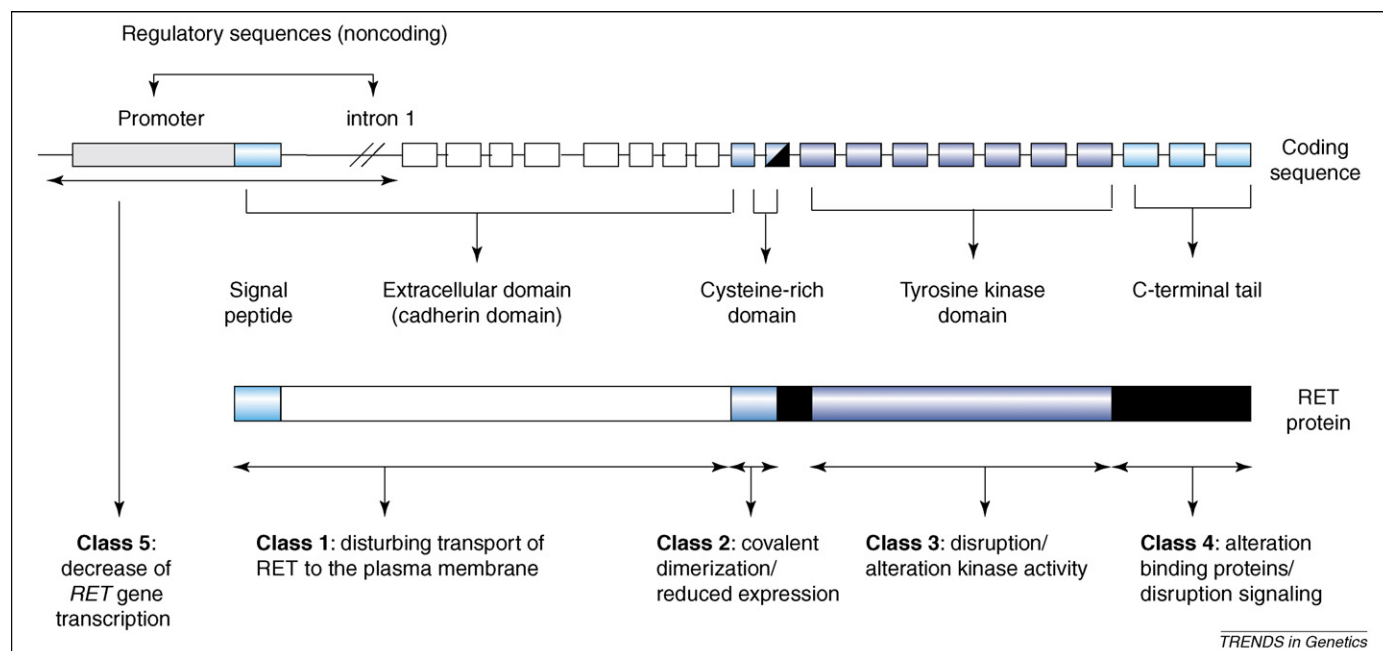 Regulatory sequences (noncoding)
Promoter
intron 1
Coding
sequence
Signal
peptide
Extracellular domain
(cadherin domain)
Cysteine-rich
domain
Tyrosine kinase
domain
C-terminal tail
RET
protein
Class 5:
decrease of
RET gene
transcription
Class 1: disturbing transport of
RET to the plasma membrane
Class 2: covalent
dimerization/
reduced expression
Class 3: disruption/
alteration kinase activity
Class 4: alteration
binding proteins/
disruption signaling
TRENDS in Genetics